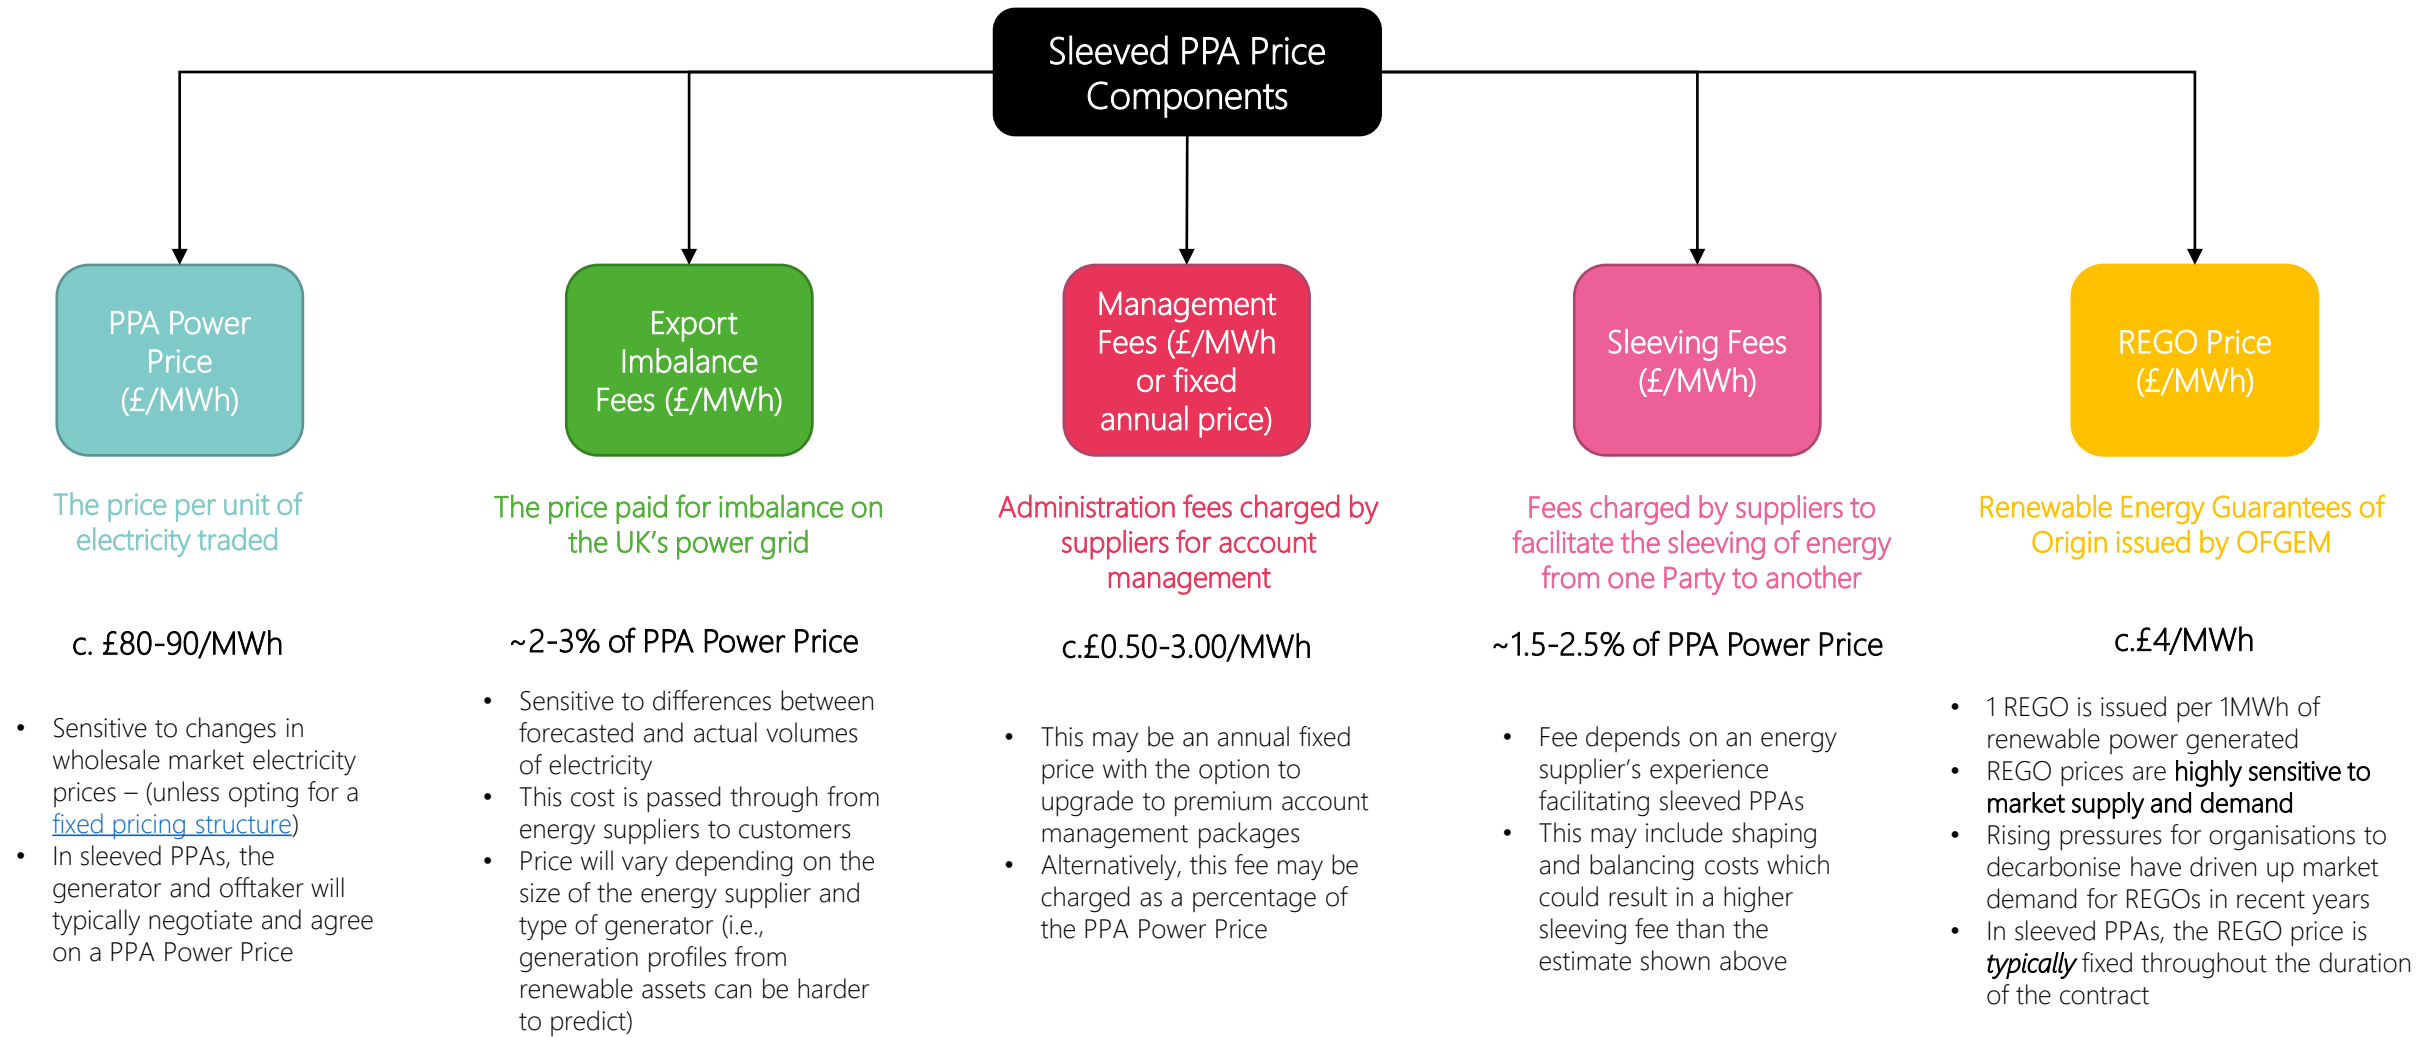 Sleeved PPA Price
Components
PPA Power
Price
(£/MWh)
The price per unit of
electricity traded
c. £80-90/MWh
• Sensitive to changes in
wholesale market electricity
prices – (unless opting for a
fixed pricing structure)
• In sleeved PPAs, the
generator and offtaker will
typically negotiate and agree
on a PPA Power Price
Export
Imbalance
Fees (£/MWh)
The price paid for imbalance on
the UK's power grid
~2-3% of PPA Power Price
• Sensitive to differences between
forecasted and actual volumes
of electricity
• This cost is passed through from
energy suppliers to customers
• Price will vary depending on the
size of the energy supplier and
type of generator (i.e.,
generation profiles from
renewable assets can be harder
to predict)
Management
Fees (£/MWh
or fixed
annual price)
Administration fees charged by
suppliers for account
management
c.£0.50-3.00/MWh
• This may be an annual fixed
price with the option to
upgrade to premium account
management packages
• Alternatively, this fee may be
charged as a percentage of
the PPA Power Price
Sleeving Fees
(£/MWh)
Fees charged by suppliers to
facilitate the sleeving of energy
from one Party to another
~1.5-2.5% of PPA Power Price
• Fee depends on an energy
supplier's experience
facilitating sleeved PPAs
• This may include shaping
and balancing costs which
could result in a higher
sleeving fee than the
estimate shown above
REGO Price
(£/MWh)
Renewable Energy Guarantees of
Origin issued by OFGEM
c.£4/MWh
• 1 REGO is issued per 1MWh of
renewable power generated
• REGO prices are highly sensitive to
market supply and demand
• Rising pressures for organisations to
decarbonise have driven up market
demand for REGOs in recent years
• In sleeved PPAs, the REGO price is
typically fixed throughout the duration
of the contract